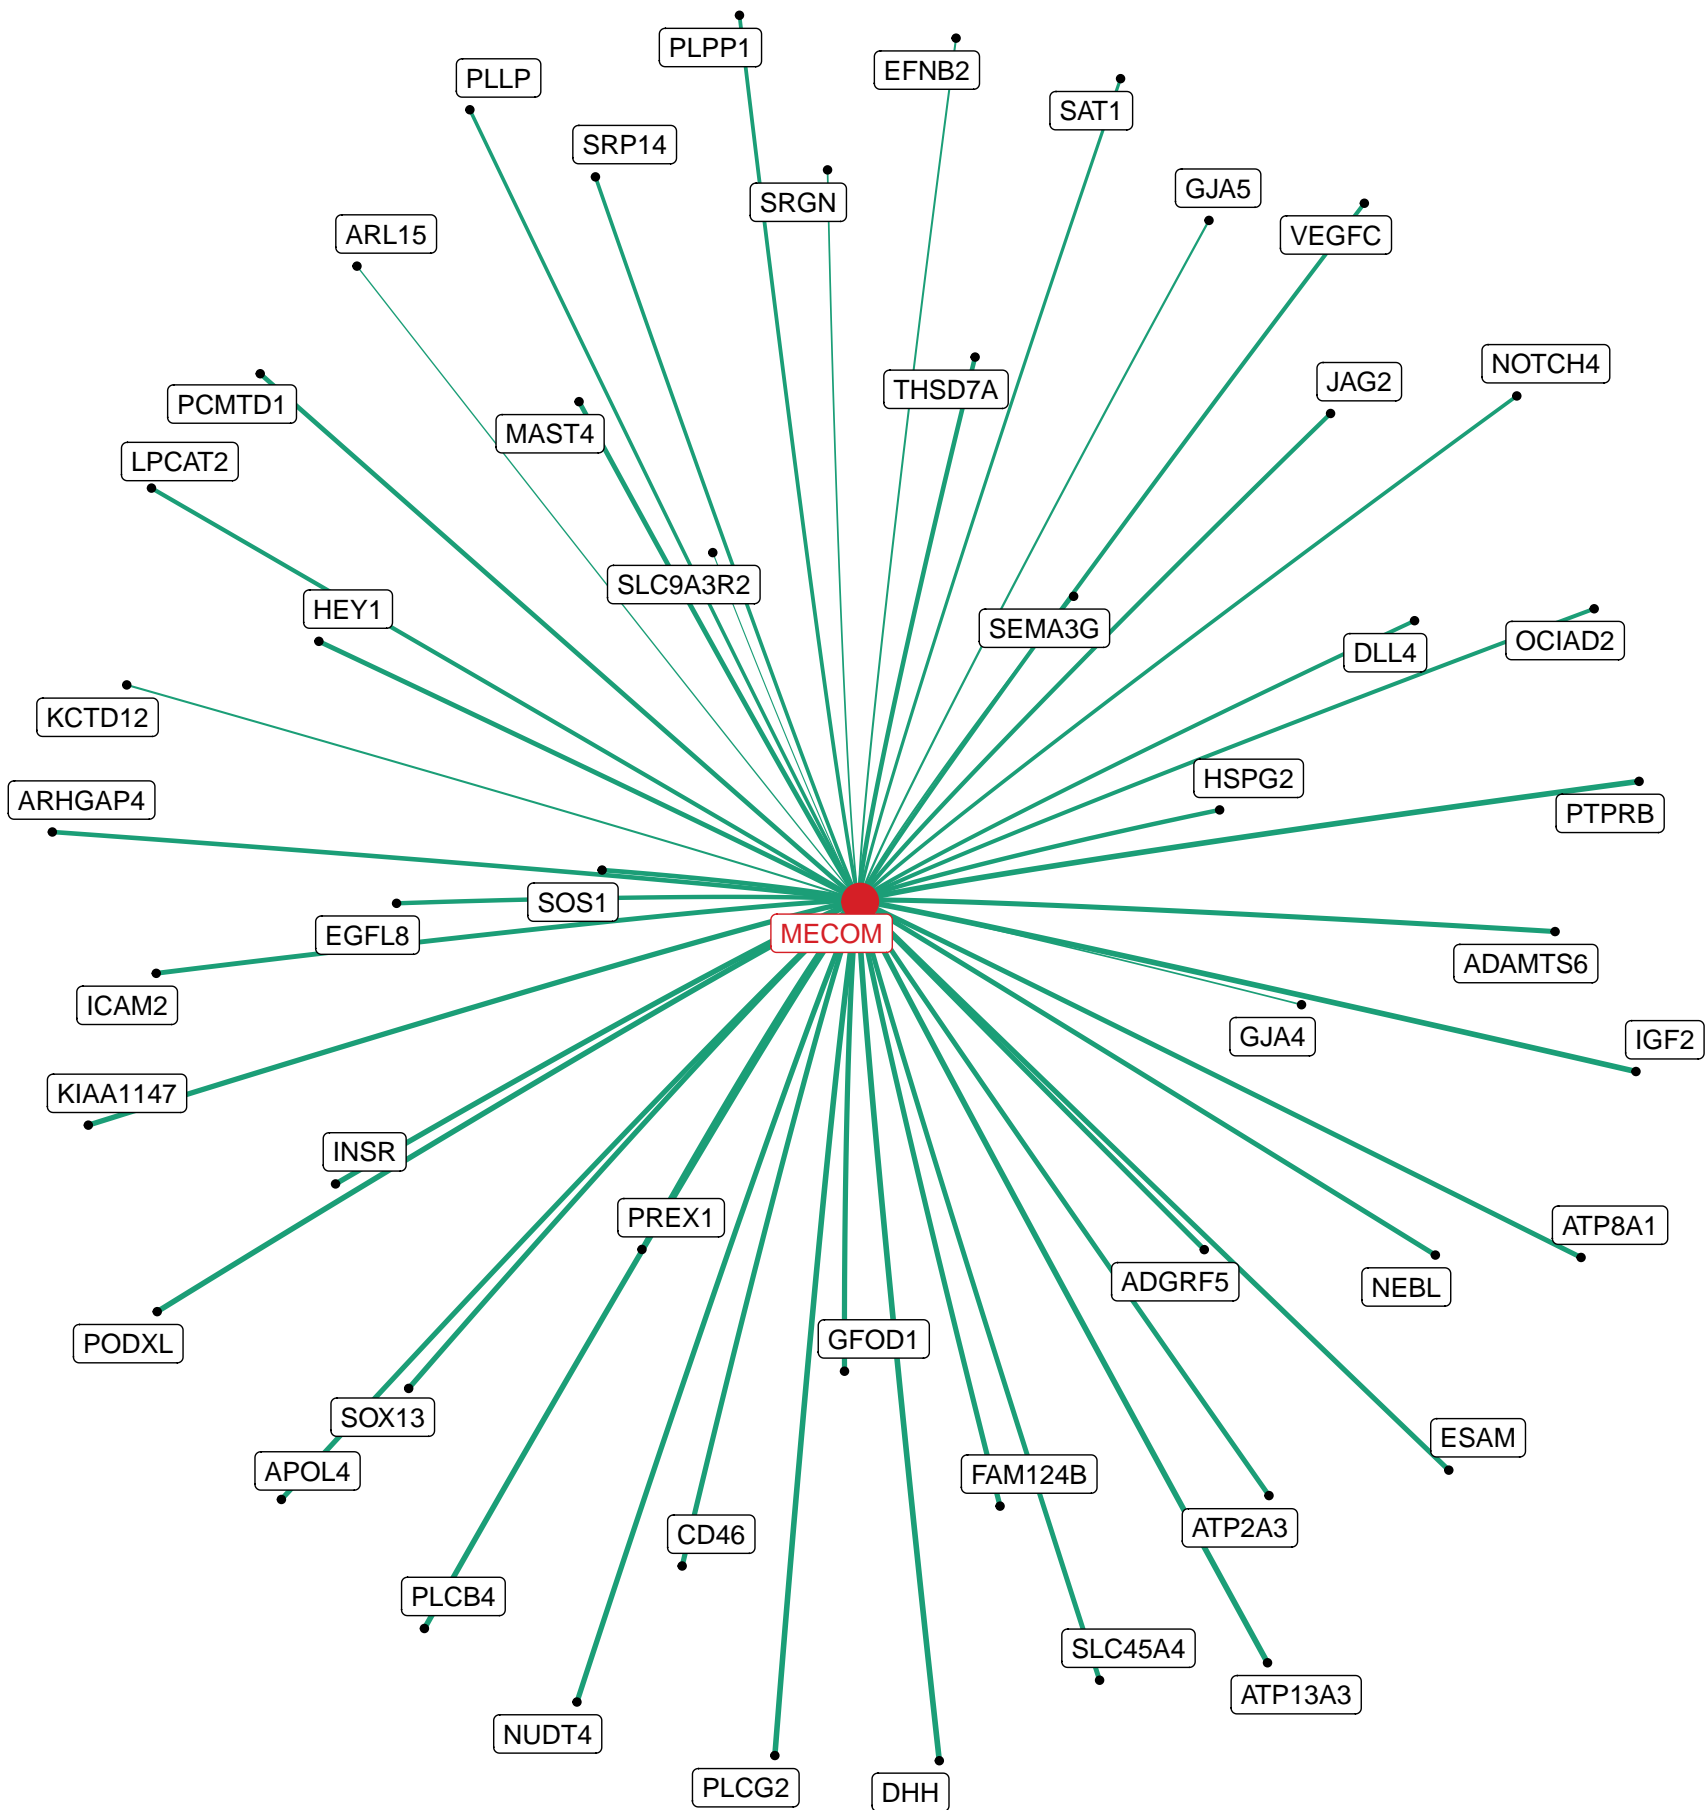 PLPP1
EFNB2
PLLP
SAT1
SRP14
GJA5
SRGN
ARL15
VEGFC
NOTCH4
JAG2
THSD7A
PCMTD1
MAST4
LPCAT2
SLC9A3R2
HEY1
SEMA3G
OCIAD2
DLL4
KCTD12
HSPG2
ARHGAP4
PTPRB
SOS1
MECOM
EGFL8
ADAMTS6
ICAM2
GJA4
IGF2
KIAA1147
INSR
PREX1
ATP8A1
ADGRF5
NEBL
GFOD1
PODXL
SOX13
ESAM
APOL4
FAM124B
ATP2A3
CD46
PLCB4
SLC45A4
ATP13A3
NUDT4
PLCG2
DHH